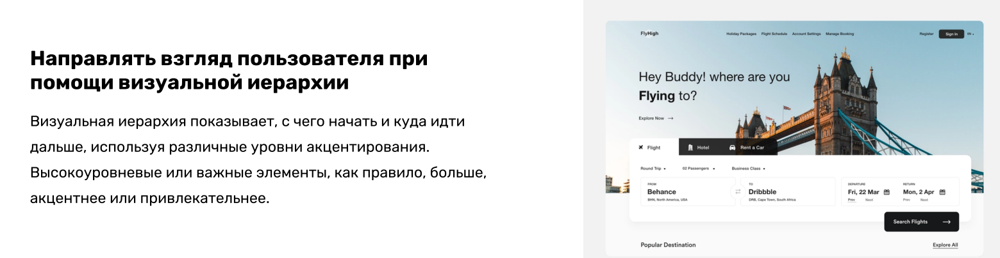 Направлять взгляд пользователя при
помощи визуальной иерархии
Визуальная иерархия показывает, с чего начать и куда идти
дальше, используя различные уровни акцентирования.
Высокоуровневые или важные элементы, как правило, больше,
акцентнее или привлекательнее.
FlyHigh
Holiday Packages Flight Schedule Account Settings Manage Booking
Register Sign In EN
Hey Buddy! where are you
Flying to?
Explore Now
Flight Hotel Rent a Car
Round Trip 02 Passengers Business Class
FROM TO DEPARTURE RETURN
Behance Dribbble Fri, 22 Mar Mon, 2 Apr
BHN, North America, USA DRB, Cape Town, South Africa Prev Next Prev Next
Search Flights
Popular Destination Explore All